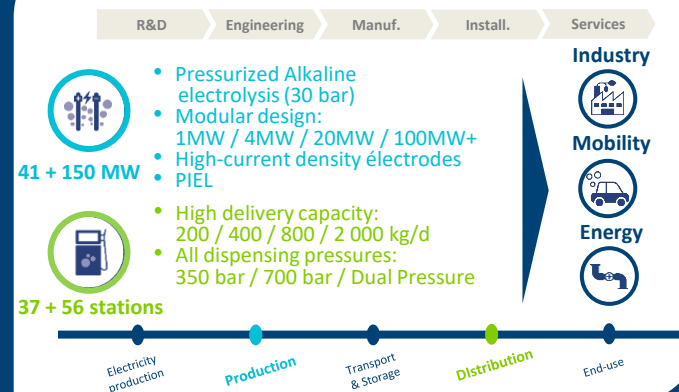 R&D
Engineering
Manuf.
Install.
Services
• Pressurized Alkaline
electrolysis (30 bar)
• Modular design:
1MW / 4MW / 20MW / 100MW+
• High-current density électrodes
• PIEL
41 + 150 MW
• High delivery capacity:
200 / 400 / 800 / 2 000 kg/d
• All dispensing pressures:
350 bar / 700 bar / Dual Pressure
37 + 56 stations
Industry
Mobility
Energy
Electricity
production
Production
Transport
& Storage
DIstribution
End-use